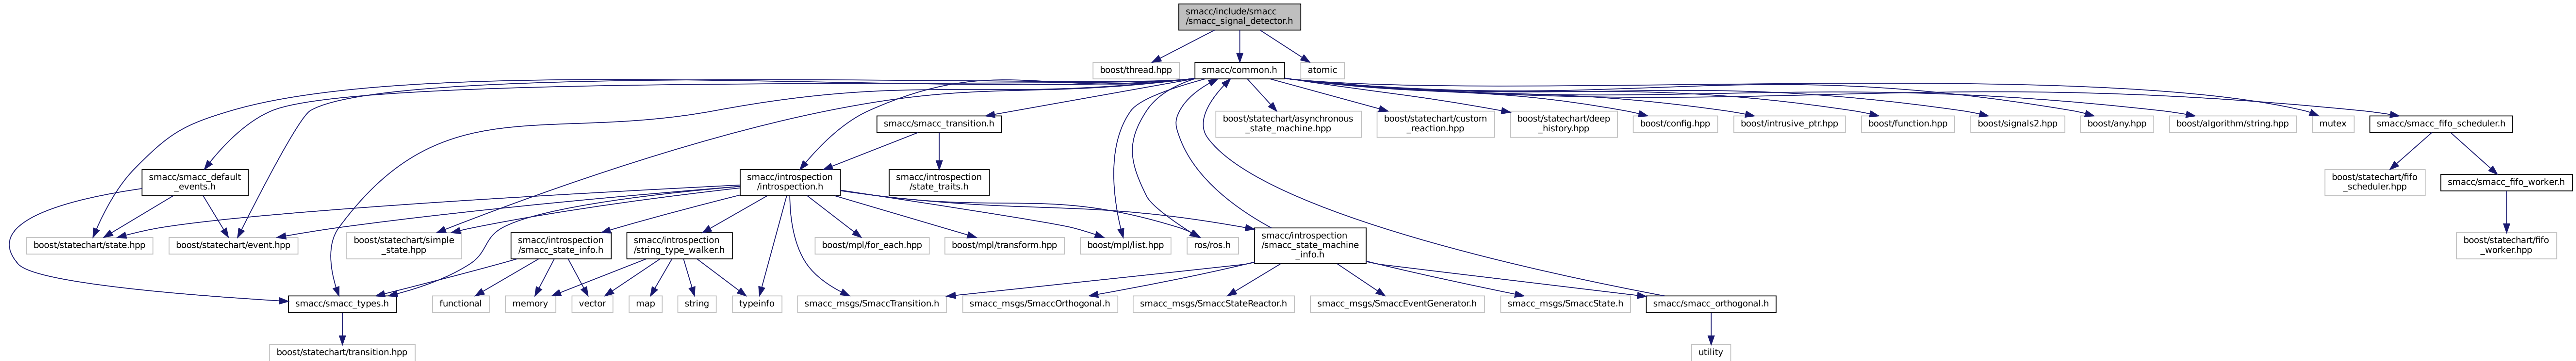 smacc/include/smacc
/smacc_signal_detector.h
boost/thread.hpp
smacc/common.h
atomic
smacc/smacc_transition.h
boost/statechart/asynchronous
_state_machine.hpp
boost/statechart/custom
_reaction.hpp
boost/statechart/deep
_history.hpp
boost/config.hpp
boost/intrusive_ptr.hpp
boost/function.hpp
boost/signals2.hpp
boost/any.hpp
boost/algorithm/string.hpp
mutex
smacc/smacc_fifo_scheduler.h
smacc/smacc_default
_events.h
smacc/introspection
/introspection.h
smacc/introspection
/state_traits.h
boost/statechart/fifo
_scheduler.hpp
smacc/smacc_fifo_worker.h
boost/statechart/state.hpp
boost/statechart/event.hpp
boost/statechart/simple
_state.hpp
smacc/introspection
/smacc_state_info.h
smacc/introspection
/string_type_walker.h
boost/mpl/for_each.hpp
boost/mpl/transform.hpp
boost/mpl/list.hpp
ros/ros.h
smacc/introspection
/smacc_state_machine
_info.h
boost/statechart/fifo
_worker.hpp
smacc/smacc_types.h
functional
memory
vector
map
string
typeinfo
smacc_msgs/SmaccTransition.h
smacc_msgs/SmaccOrthogonal.h
smacc_msgs/SmaccStateReactor.h
smacc_msgs/SmaccEventGenerator.h
smacc_msgs/SmaccState.h
smacc/smacc_orthogonal.h
boost/statechart/transition.hpp
utility